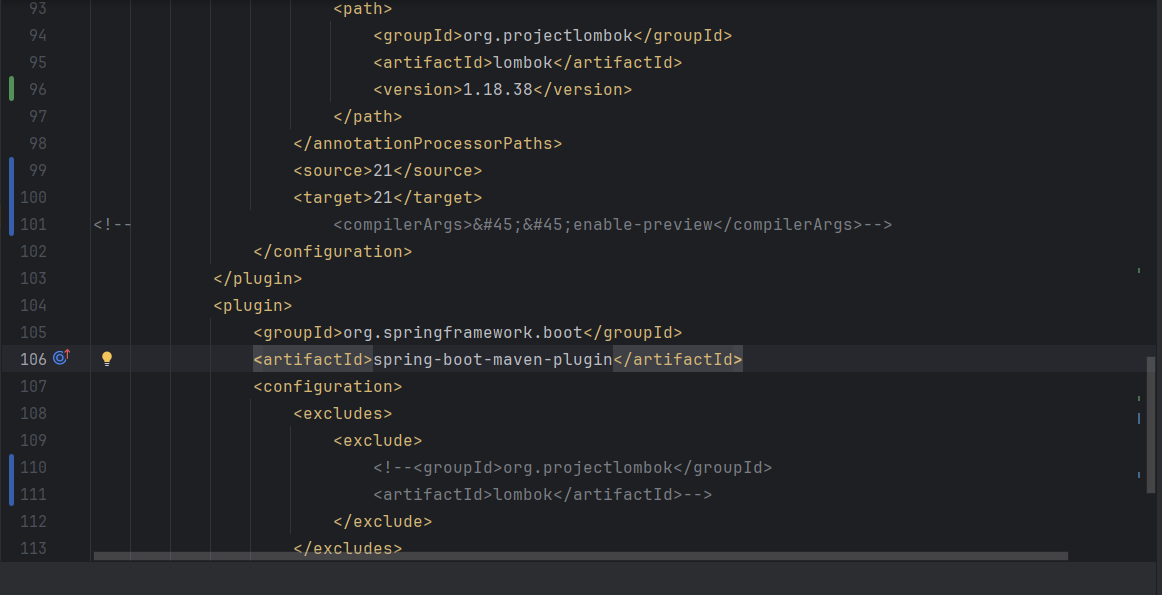 93 <path>
94 <groupId>org.projectlombok</groupId>
95 <artifactId>lombok</artifactId>
96 <version>1.18.38</version>
97 </path>
98 </annotationProcessorPaths>
99 <source>21</source>
100 <target>21</target>
101 <!-- <compilerArgs>&#45;&#45;enable-preview</compilerArgs>-->
102 </configuration>
103 </plugin>
104 <plugin>
105 <groupId>org.springframework.boot</groupId>
106 <artifactId>spring-boot-maven-plugin</artifactId>
107 <configuration>
108 <excludes>
109 <exclude>
110 <!--<groupId>org.projectlombok</groupId>
111 <artifactId>lombok</artifactId>-->
112 </exclude>
113 </excludes>